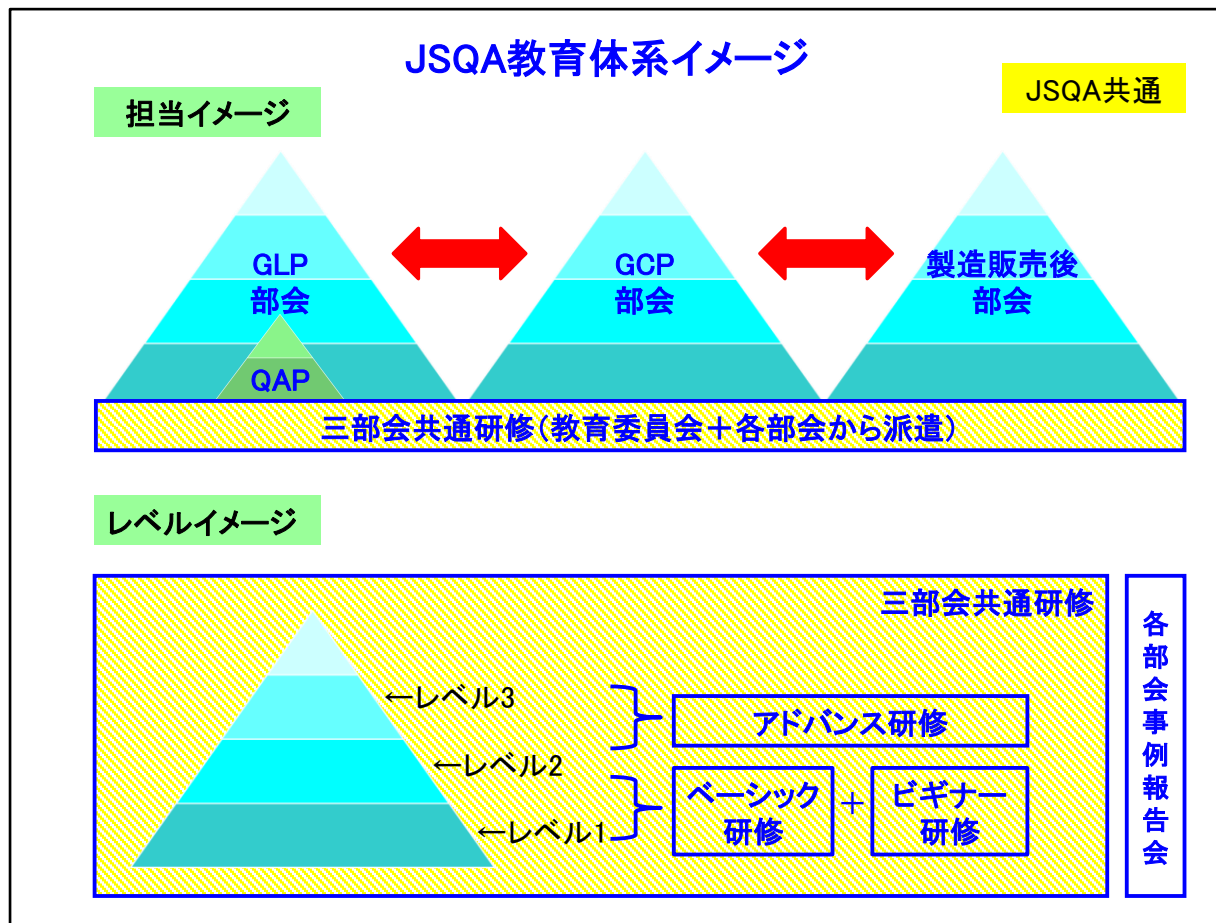 JSQA教育体系イメージ
JSQA共通
担当イメージ
GLP
部会
GCP
部会
製造販売後
部会
QAP
三部会共通研修(教育委員会+各部会から派遣)
レベルイメージ
三部会共通研修
←レベル3
アドバンス研修
←レベル2
ベーシック
研修
+
ビギナー
研修
←レベル1
各部会事例報告会